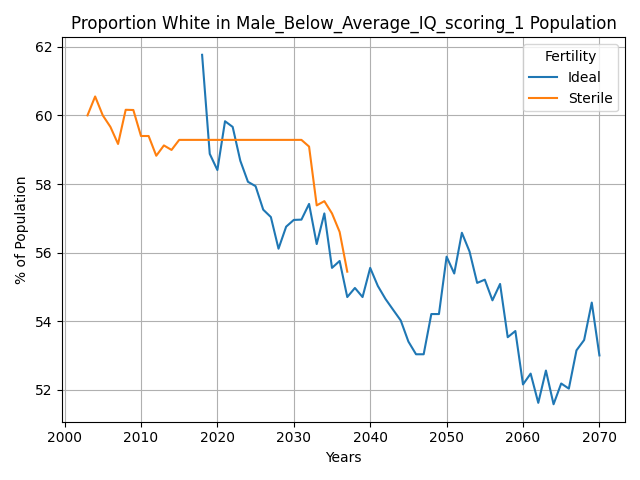 Proportion White in Male_Below_Average_IQ_scoring_1 Population
Fertility
Ideal
Sterile
% of Population
62
60
58
56
54
52
2000 2010 2020 2030 2040 2050 2060 2070
Years